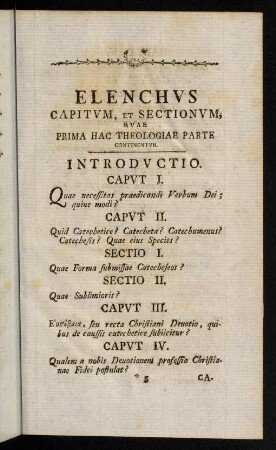 ELENCHVS
CAPITVM, ET SECTIONVM,
QVAE
PRIMA HAC THEOLOGIAE PARTE
CONTINENTVR.
INTRODVCTIO.
CAPVT I.
Quae necessitas praedicandi Verbum Dei;
quius modi?
CAPVT II.
Quid Catechetice? Catecheta? Catechumenus?
Catechesis? Quae eius Species?
SECTIO I.
Quae Forma submissae Catecheseos?
SECTIO II,
Quae Sublimioris?
CAPVT III.
seu recta Christiani Devotio, qui-
bus de caussis catechetice subiicitur?
CAPVT IV.
Qualem a nobis Devotionem professio Christia-
nae Fidei postulat?
CA.